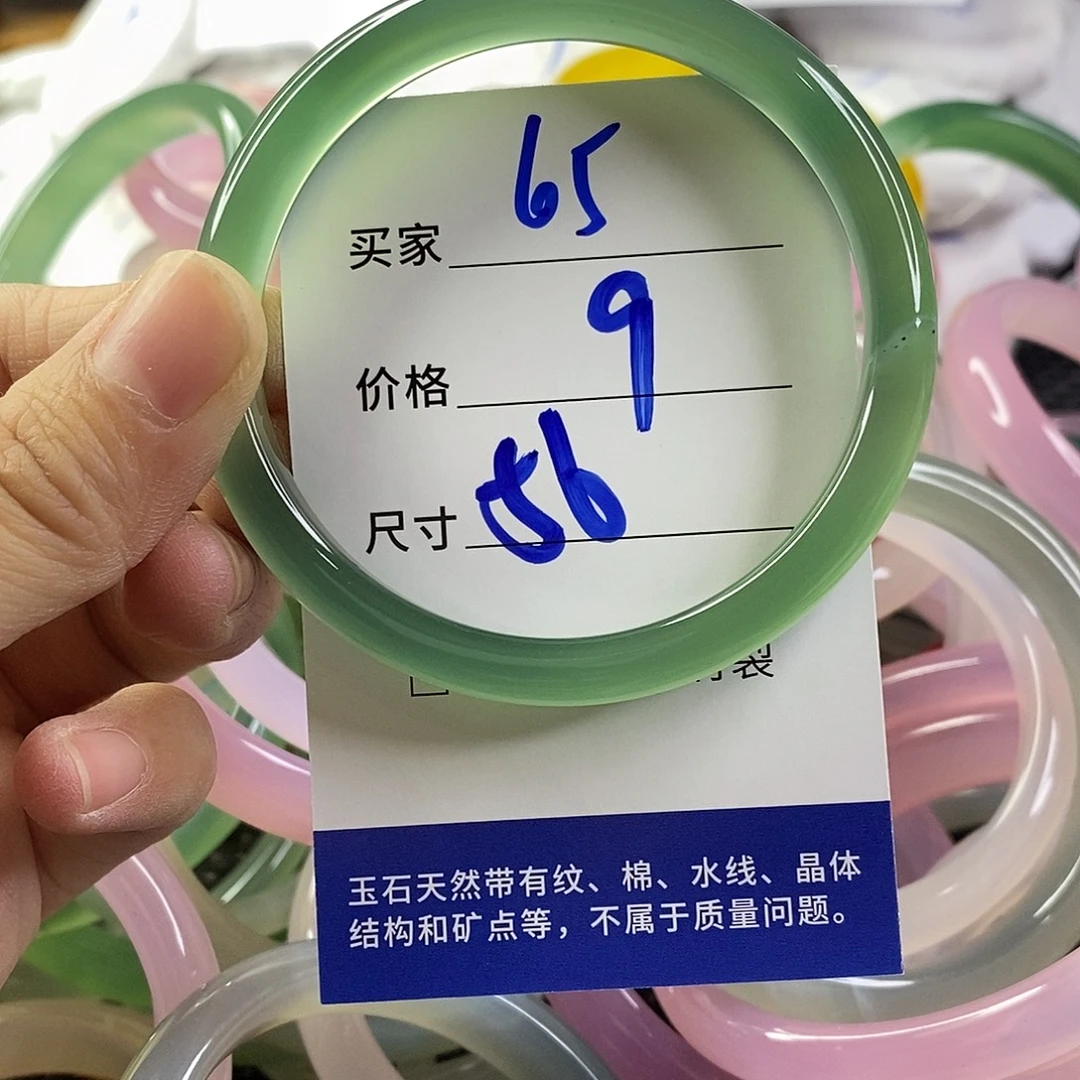 买家 65
价格 9
尺寸 56
制
玉石天然带有纹、棉、水线、晶体
结构和矿点等，不属于质量问题。